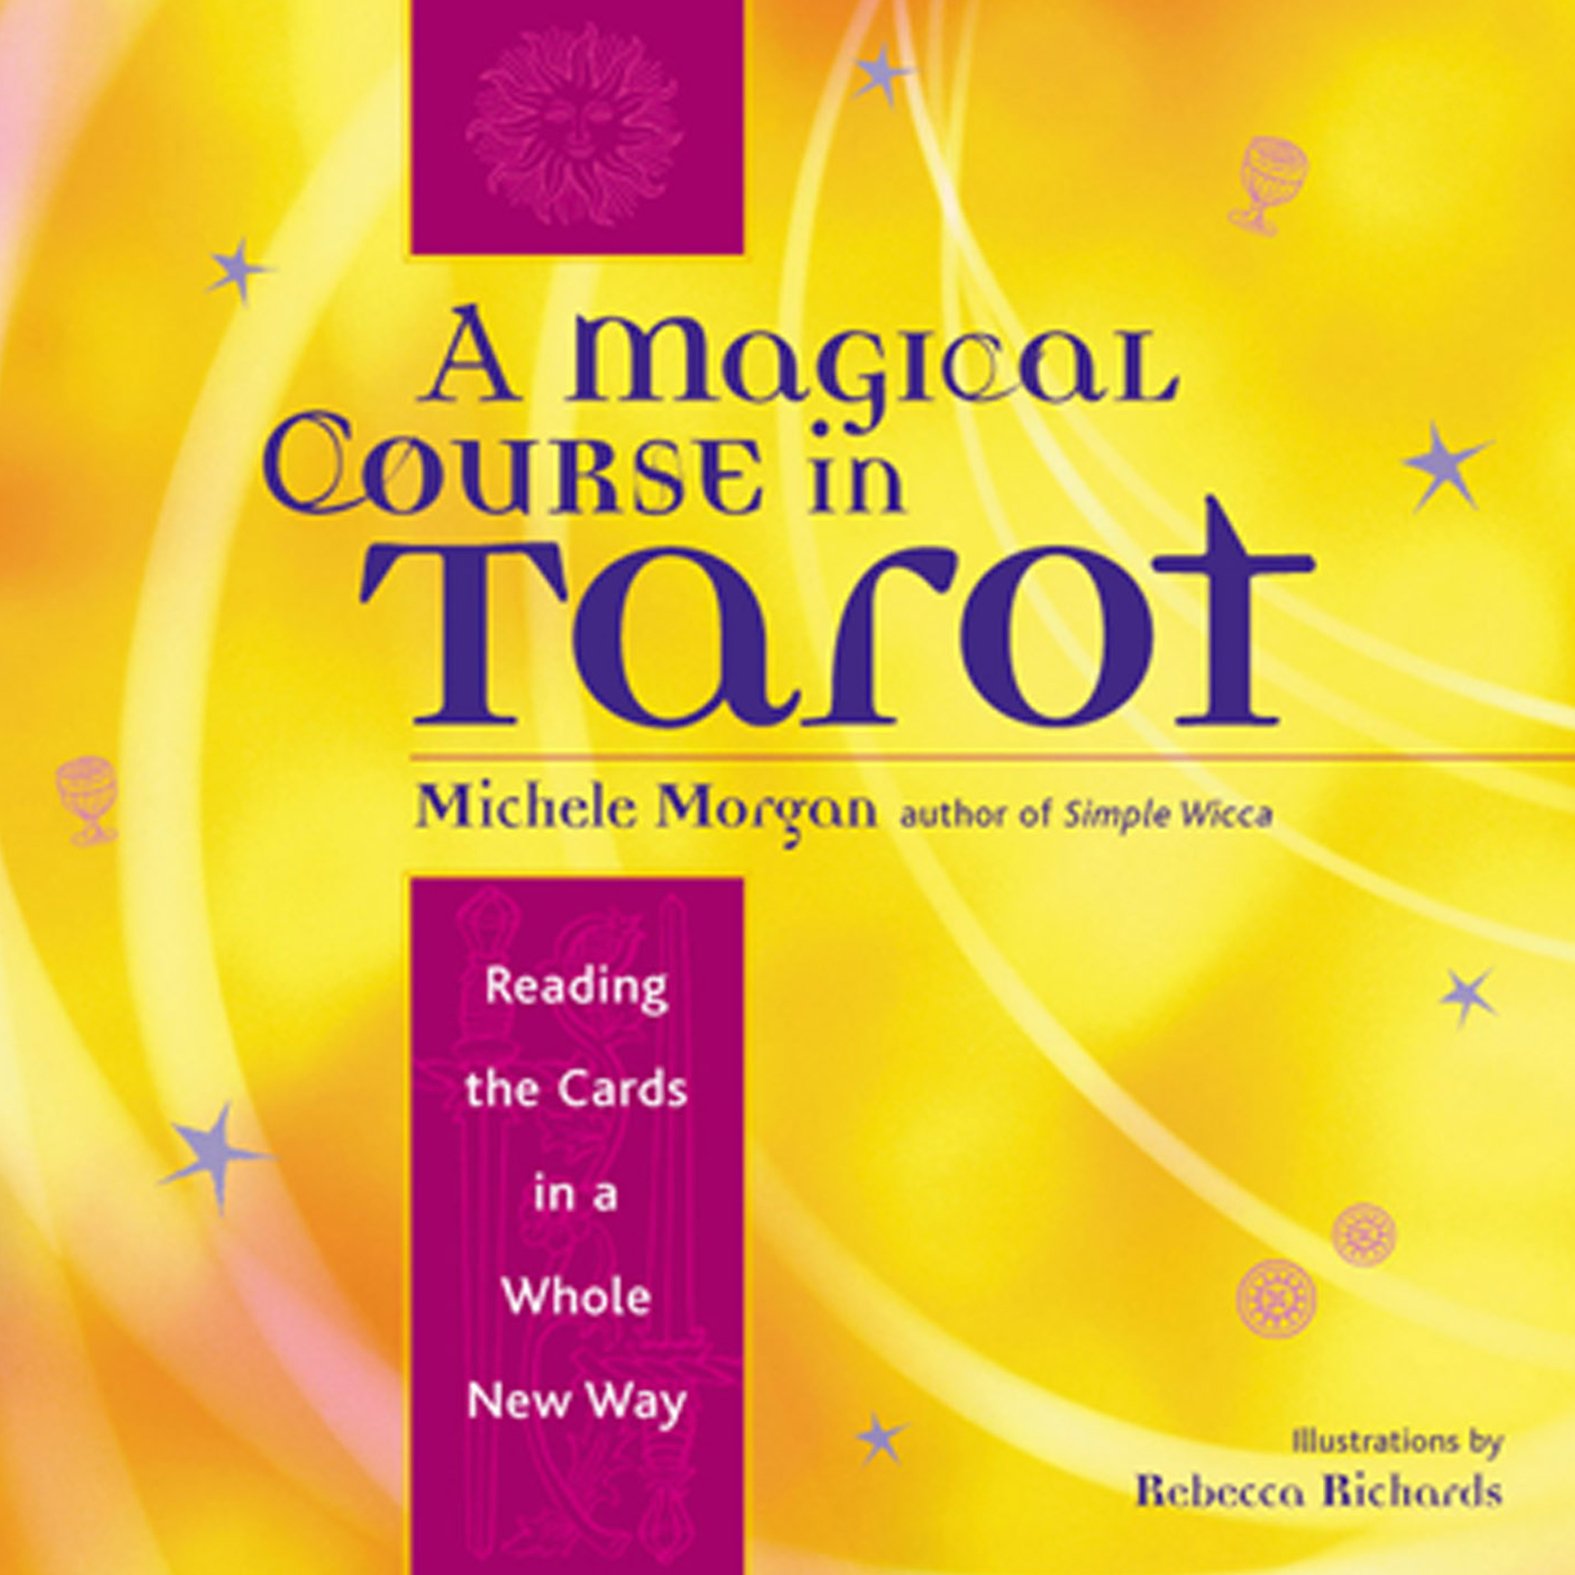 A Magical
Course in
Tarot
Michele Morgan author of Simple Wicca
Reading
the Cards
in a
Whole
New Way
Illustrations by
Rebecca Richards